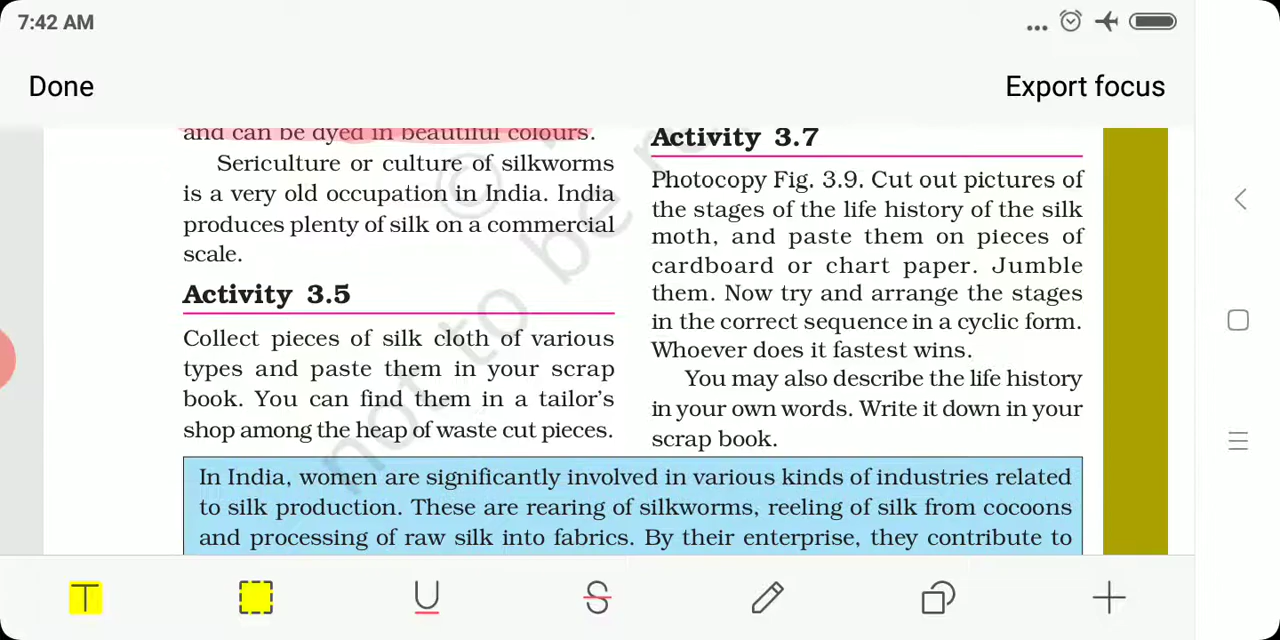 7:42 AM
Done
Export focus
and can be dyed in beautiful colours.
Sericulture or culture of silkworms
is a very old occupation in India. India
produces plenty of silk on a commercial
scale.
Activity 3.5
Collect pieces of silk cloth of various
types and paste them in your scrap
book. You can find them in a tailor's
shop among the heap of waste cut pieces.
Activity 3.7
Photocopy Fig. 3.9. Cut out pictures of
the stages of the life history of the silk
moth, and paste them on pieces of
cardboard or chart paper. Jumble
them. Now try and arrange the stages
in the correct sequence in a cyclic form.
Whoever does it fastest wins.
You may also describe the life history
in your own words. Write it down in your
scrap book.
In India, women are significantly involved in various kinds of industries related
to silk production. These are rearing of silkworms, reeling of silk from cocoons
and processing of raw silk into fabrics. By their enterprise, they contribute to
© not to be
T
U
S